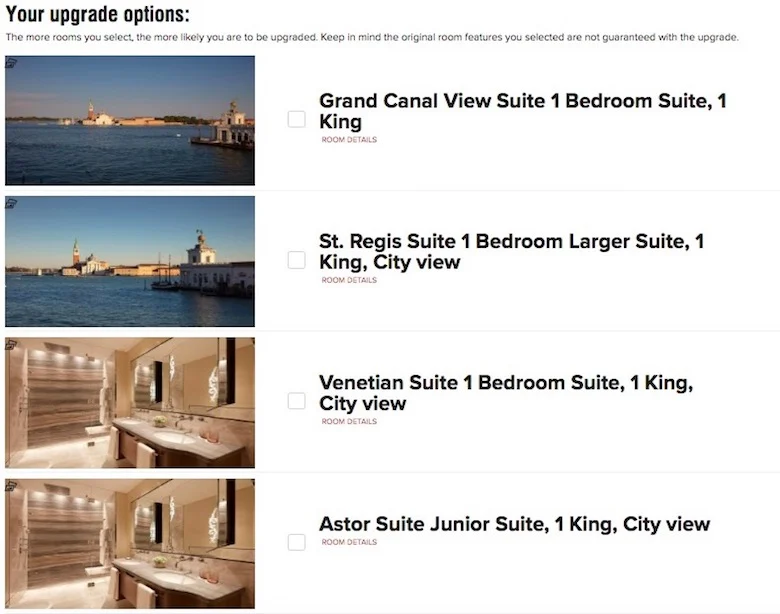 Your upgrade options:
The more rooms you select, the more likely you are to be upgraded. Keep in mind the original room features you selected are not guaranteed with the upgrade.
Grand Canal View Suite 1 Bedroom Suite, 1
King
ROOM DETAILS
St. Regis Suite 1 Bedroom Larger Suite, 1
King, City view
ROOM DETAILS
Venetian Suite 1 Bedroom Suite, 1 King,
City view
ROOM DETAILS
Astor Suite Junior Suite, 1 King, City view
ROOM DETAILS